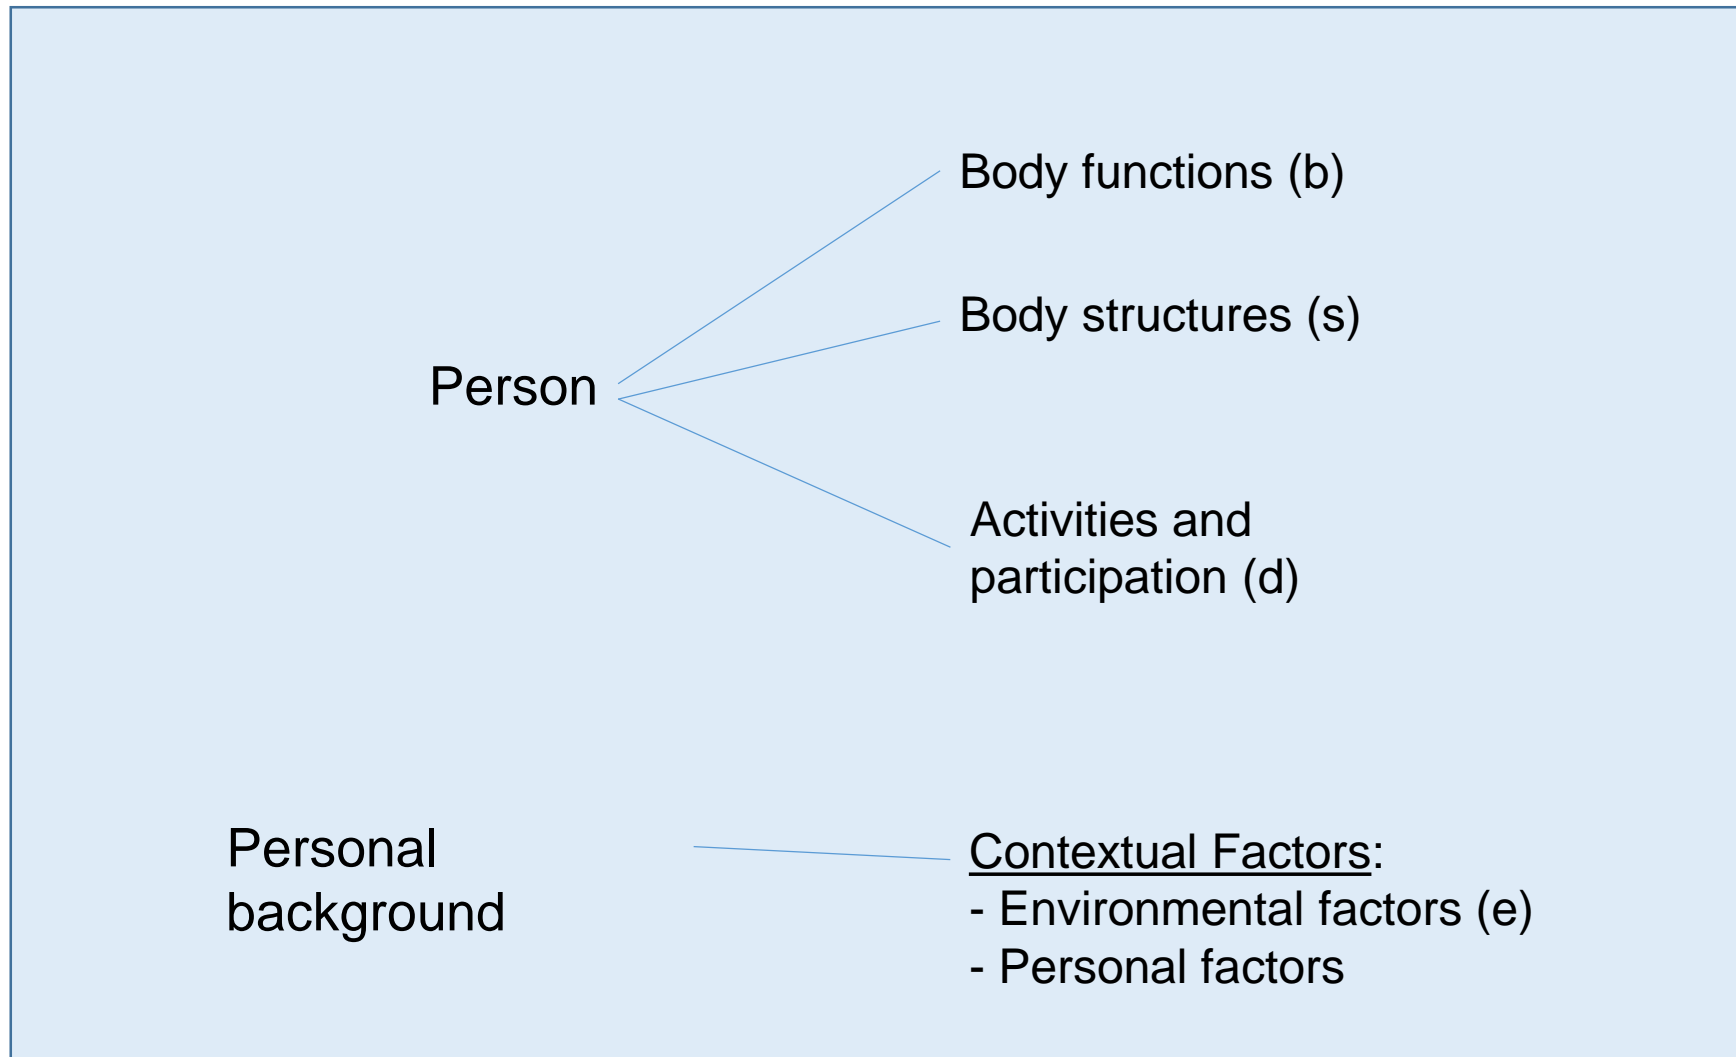 Body functions (b)
Body structures (s)
Person
Activities and
participation (d)
Personal
background
Contextual Factors:
- Environmental factors (e)
- Personal factors